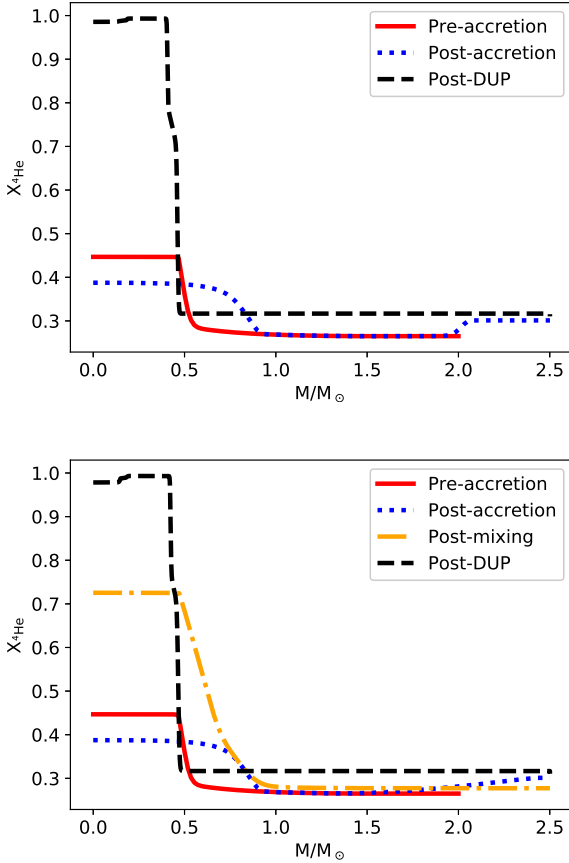 1.0
0.9
0.8
0.7
0.6
0.5
0.4
0.3
X⁴He
Pre-accretion
Post-accretion
Post-DUP
0.0 0.5 1.0 1.5 2.0 2.5
M/M⊙
1.0
0.9
0.8
0.7
0.6
0.5
0.4
0.3
X⁴He
Pre-accretion
Post-accretion
Post-mixing
Post-DUP
0.0 0.5 1.0 1.5 2.0 2.5
M/M⊙